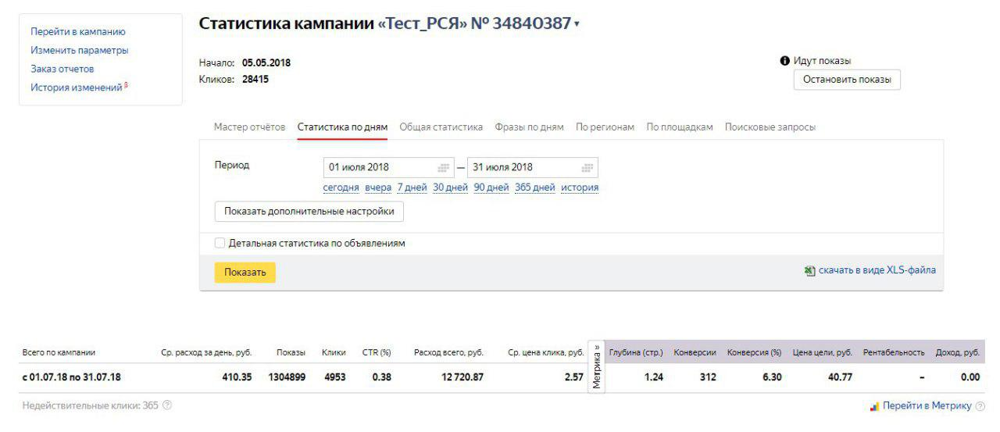 Перейти в кампанию
Изменить параметры
Заказ отчетов
История изменений β
Статистика кампании «Тест_РСЯ» № 34840387
Начало: 05.05.2018
Кликов: 28415
Идут показы
Остановить показы
Мастер отчётов Статистика по дням Общая статистика Фразы по дням По регионам По площадкам Поисковые запросы
Период 01 июля 2018 — 31 июля 2018
сегодня вчера 7 дней 30 дней 90 дней 365 дней история
Показать дополнительные настройки
Детальная статистика по объявлениям
Показать скачать в виде XLS-файла
Всего по кампании Ср. расход за день, руб. Показы Клики CTR (%) Расход всего, руб. Ср. цена клика, руб. Метрика » Глубина (стр.) Конверсии Конверсия (%) Цена цели, руб. Рентабельность Доход, руб.
с 01.07.18 по 31.07.18 410.35 1304899 4953 0.38 12 720.87 2.57 1.24 312 6.30 40.77 – 0.00
Недействительные клики: 365 ? Перейти в Метрику ?